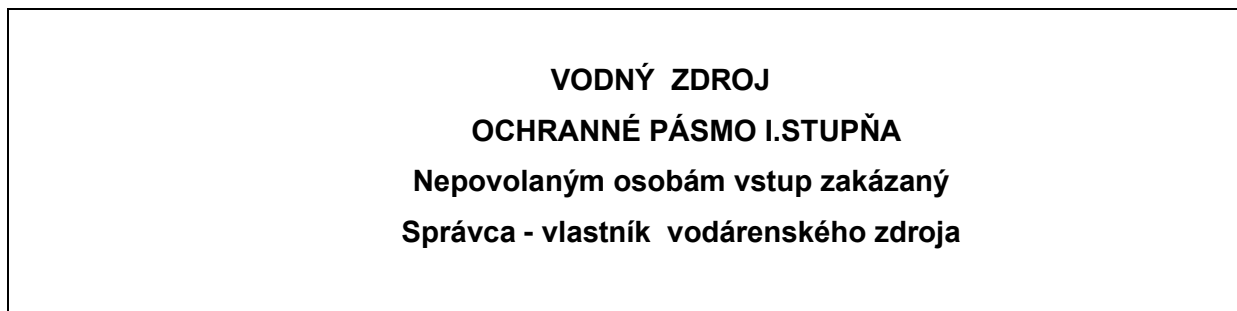 VODNÝ ZDROJ
OCHRANNÉ PÁSMO I.STUPŇA
Nepovolaným osobám vstup zakázaný
Správca - vlastník vodárenského zdroja